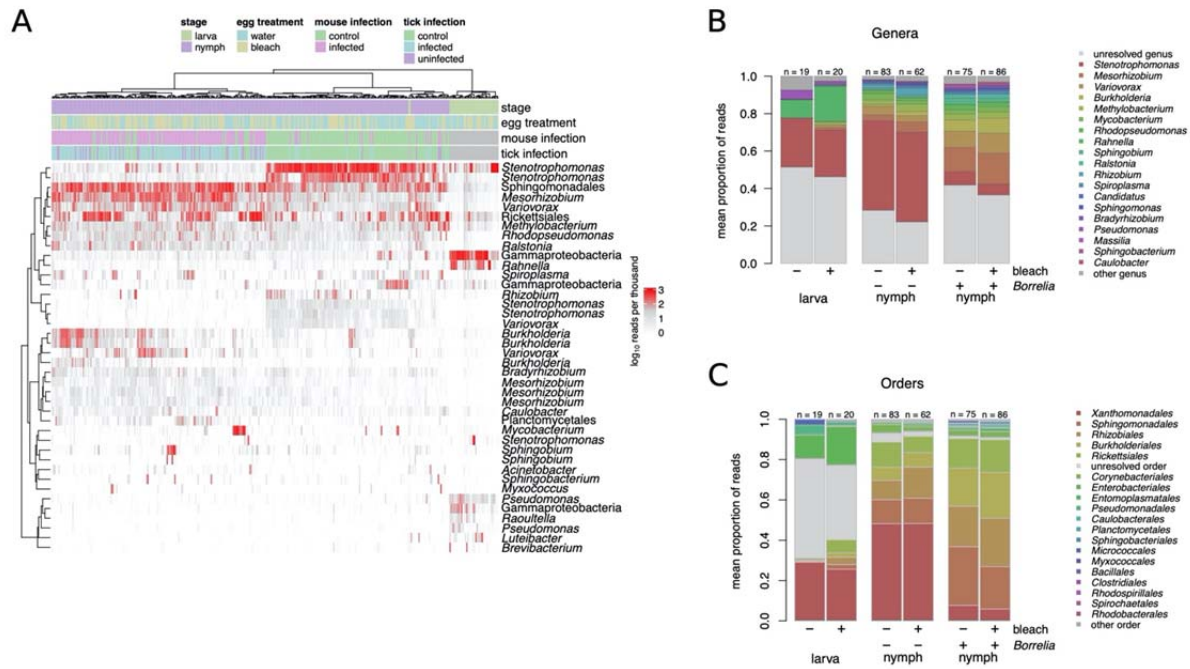 A
stage egg treatment mouse infection tick infection
larva water control control
nymph bleach infected infected
uninfected
stage
egg treatment
mouse infection
tick infection
Stenotrophomonas
Stenotrophomonas
Sphingomonadales
Mesorhizobium
Variovorax
Rickettsiales
Methylobacterium
Rhodopseudomonas
Ralstonia
Gammaproteobacteria
Rahnella
Spiroplasma
Gammaproteobacteria
Rhizobium
Stenotrophomonas
Stenotrophomonas
Variovorax
Burkholderia
Burkholderia
Variovorax
Burkholderia
Bradyrhizobium
Mesorhizobium
Mesorhizobium
Mesorhizobium
Caulobacter
Planctomycetales
Mycobacterium
Stenotrophomonas
Sphingobium
Sphingobium
Acinetobacter
Sphingobacterium
Myxococcus
Pseudomonas
Gammaproteobacteria
Raoultella
Pseudomonas
Luteibacter
Brevibacterium
3
2
1
0
log10 reads per thousand
B
Genera
n = 19 n = 20 n = 83 n = 62 n = 75 n = 86
1.0
0.8
0.6
0.4
0.2
0.0
mean proportion of reads
− + − + − + bleach
− − + + Borrelia
larva nymph nymph
unresolved genus
Stenotrophomonas
Mesorhizobium
Variovorax
Burkholderia
Methylobacterium
Mycobacterium
Rhodopseudomonas
Rahnella
Sphingobium
Ralstonia
Rhizobium
Spiroplasma
Candidatus
Sphingomonas
Bradyrhizobium
Pseudomonas
Massilia
Sphingobacterium
Caulobacter
other genus
C
Orders
n = 19 n = 20 n = 83 n = 62 n = 75 n = 86
1.0
0.8
0.6
0.4
0.2
0.0
mean proportion of reads
− + − + − + bleach
− − + + Borrelia
larva nymph nymph
Xanthomonadales
Sphingomonadales
Rhizobiales
Burkholderiales
Rickettsiales
unresolved order
Corynebacteriales
Enterobacteriales
Entomoplasmatales
Pseudomonadales
Caulobacterales
Planctomycetales
Sphingobacteriales
Micrococcales
Myxococcales
Bacillales
Clostridiales
Rhodospirillales
Spirochaetales
Rhodobacterales
other order